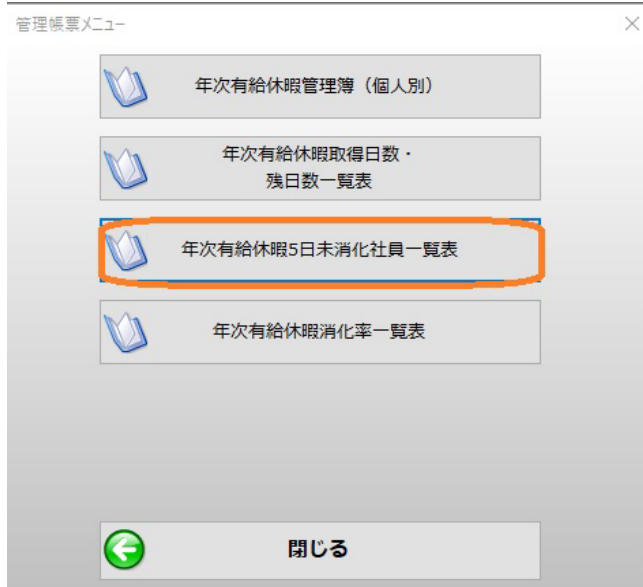 管理帳票メニュー
年次有給休暇管理簿（個人別）
年次有給休暇取得日数・
残日数一覧表
年次有給休暇5日未消化社員一覧表
年次有給休暇消化率一覧表
閉じる